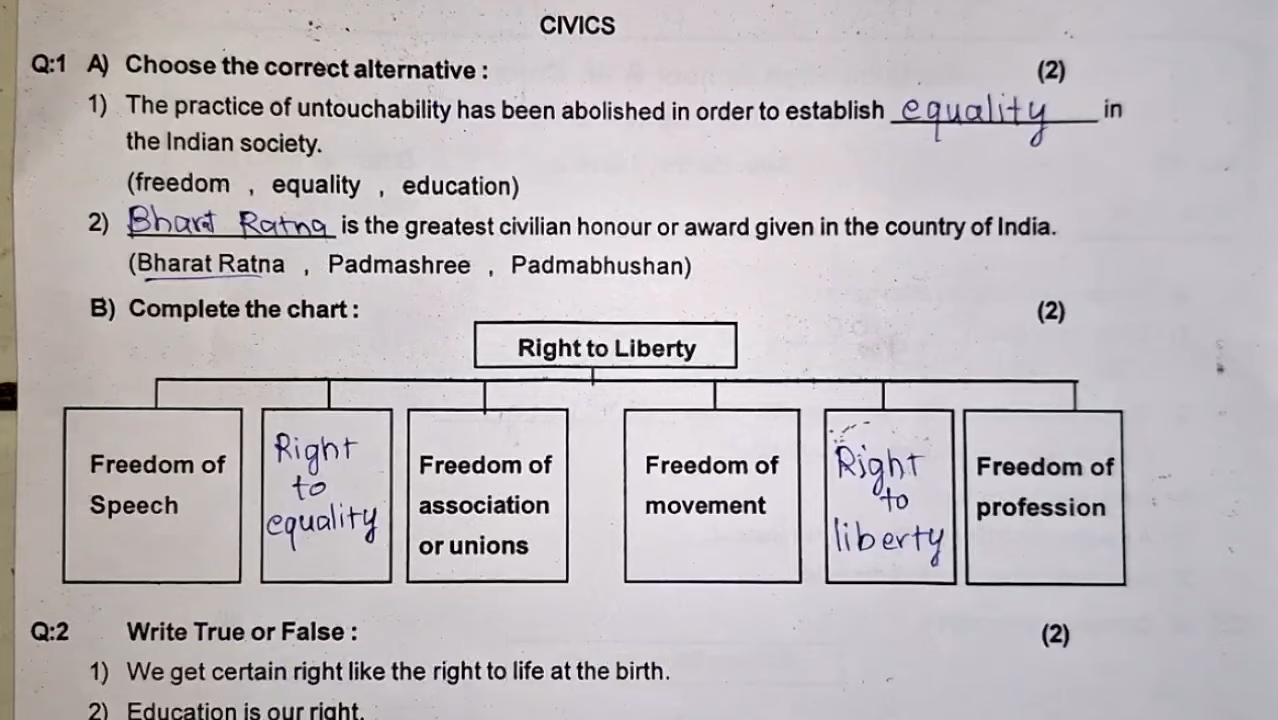 CIVICS
Q:1 A) Choose the correct alternative : (2)
1) The practice of untouchability has been abolished in order to establish equality in
the Indian society.
(freedom , equality , education)
2) Bhart Ratna is the greatest civilian honour or award given in the country of India.
(Bharat Ratna , Padmashree , Padmabhushan)
B) Complete the chart : (2)
Right to Liberty
Freedom of
Speech
Right
to
equality
Freedom of
association
or unions
Freedom of
movement
Right
to
liberty
Freedom of
profession
Q:2 Write True or False : (2)
1) We get certain right like the right to life at the birth.
2) Education is our right.